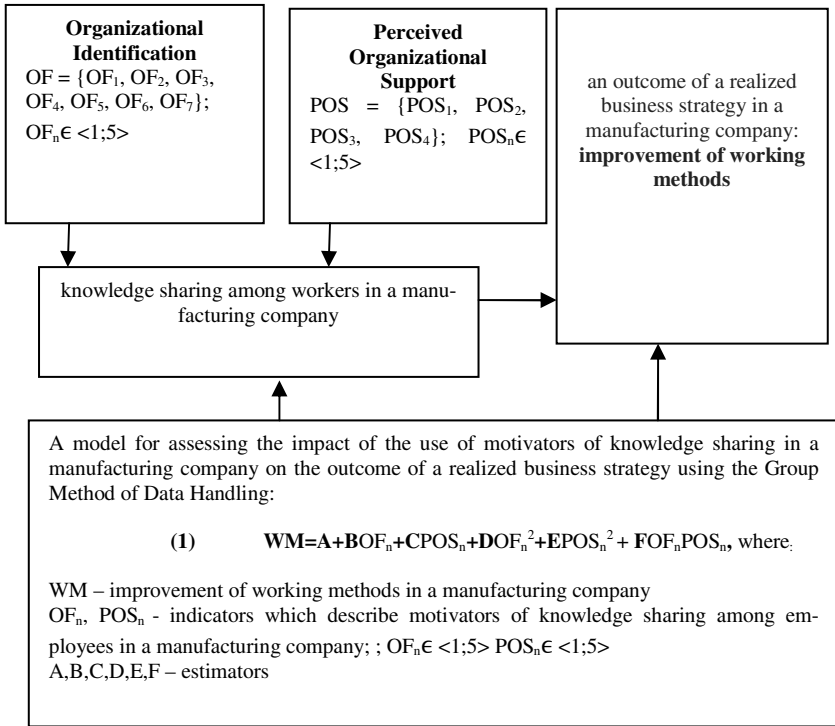 Organizational
Identification
OF = {OF₁, OF₂, OF₃,
OF₄, OF₅, OF₆, OF₇};
OFₙ∈ <1;5>
Perceived
Organizational
Support
POS = {POS₁, POS₂,
POS₃, POS₄}; POSₙ∈
<1;5>
an outcome of a realized
business strategy in a
manufacturing company:
improvement of working
methods
knowledge sharing among workers in a manu-
facturing company
A model for assessing the impact of the use of motivators of knowledge sharing in a
manufacturing company on the outcome of a realized business strategy using the Group
Method of Data Handling:
(1) WM=A+BOFₙ+CPOSₙ+DOFₙ²+EPOSₙ² + FOFₙPOSₙ, where:
WM – improvement of working methods in a manufacturing company
OFₙ, POSₙ - indicators which describe motivators of knowledge sharing among em-
ployees in a manufacturing company; ; OFₙ∈ <1;5> POSₙ∈ <1;5>
A,B,C,D,E,F – estimators